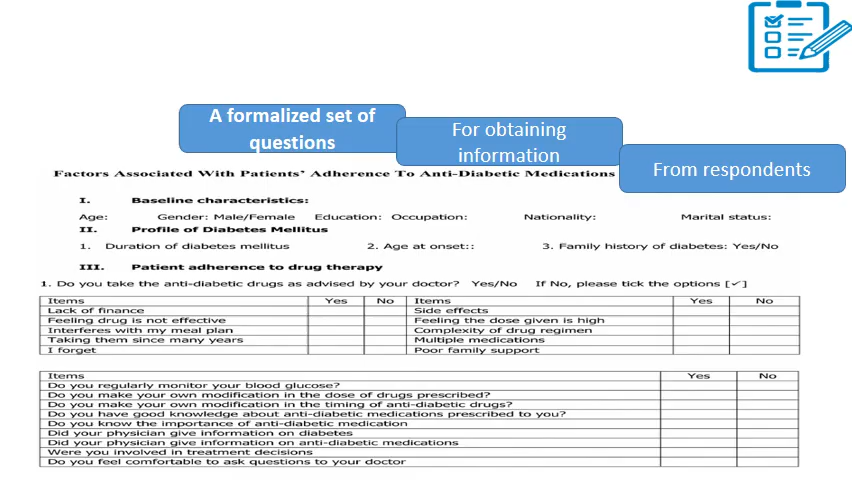 A formalized set of
questions
For obtaining
information
From respondents
Factors Associated With Patients' Adherence To Anti-Diabetic Medications
I. Baseline characteristics:
Age: Gender: Male/Female Education: Occupation: Nationality: Marital status:
II. Profile of Diabetes Mellitus
1. Duration of diabetes mellitus 2. Age at onset:: 3. Family history of diabetes: Yes/No
III. Patient adherence to drug therapy
1. Do you take the anti-diabetic drugs as advised by your doctor? Yes/No If No, please tick the options [✓]
Items Yes No Items Yes No
Lack of finance Side effects
Feeling drug is not effective Feeling the dose given is high
Interferes with my meal plan Complexity of drug regimen
Taking them since many years Multiple medications
I forget Poor family support
Items Yes No
Do you regularly monitor your blood glucose?
Do you make your own modification in the dose of drugs prescribed?
Do you make your own modification in the timing of anti-diabetic drugs?
Do you have good knowledge about anti-diabetic medications prescribed to you?
Do you know the importance of anti-diabetic medication
Did your physician give information on diabetes
Did your physician give information on anti-diabetic medications
Were you involved in treatment decisions
Do you feel comfortable to ask questions to your doctor